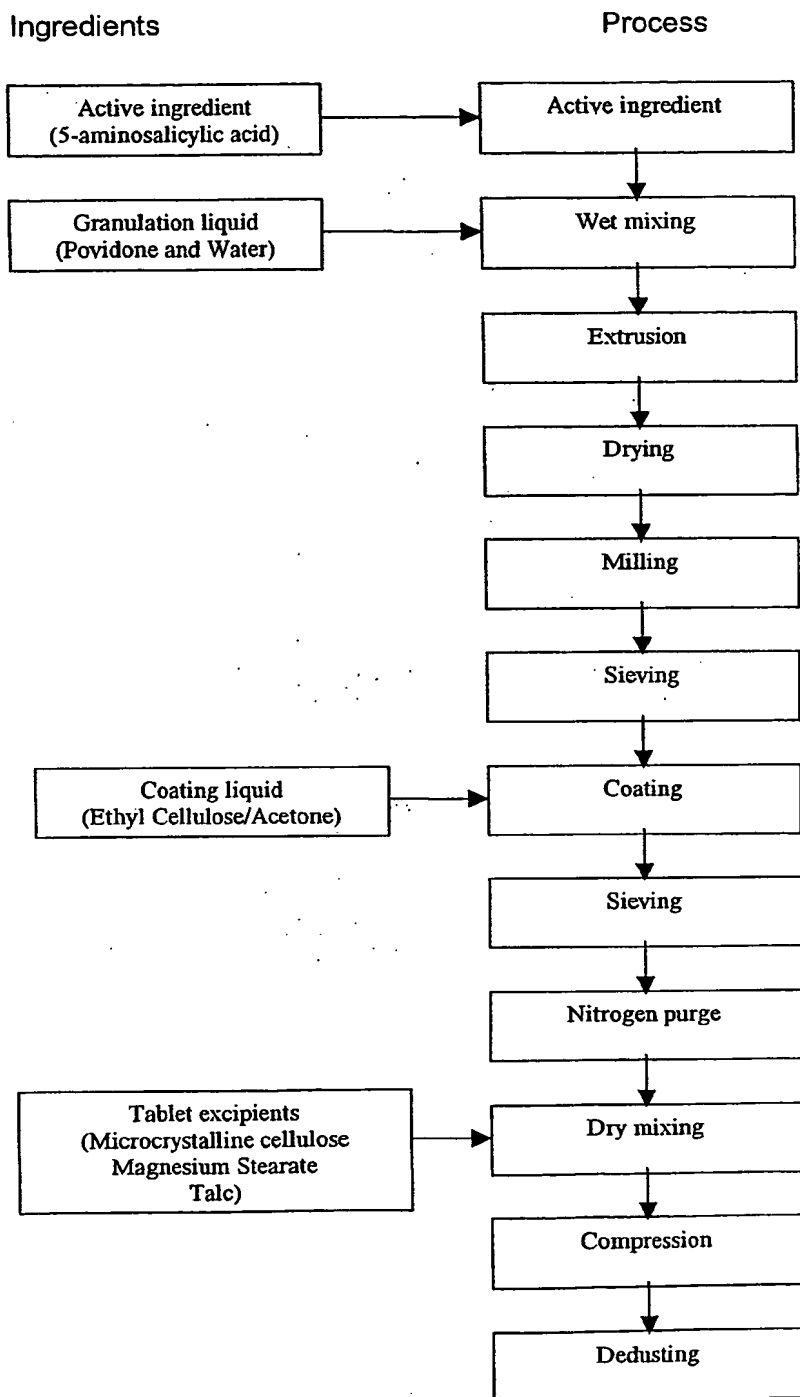 Ingredients
Process
Active ingredient
(5-aminosalicylic acid)
Active ingredient
Granulation liquid
(Povidone and Water)
Wet mixing
Extrusion
Drying
Milling
Sieving
Coating liquid
(Ethyl Cellulose/Acetone)
Coating
Sieving
Nitrogen purge
Tablet excipients
(Microcrystalline cellulose
Magnesium Stearate
Talc)
Dry mixing
Compression
Dedusting